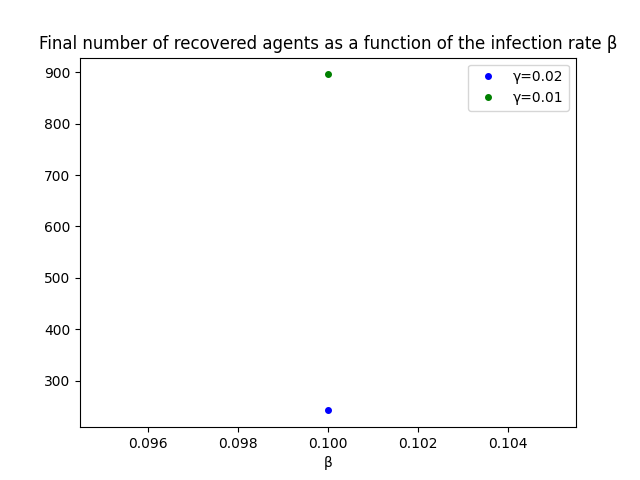 Final number of recovered agents as a function of the infection rate β
γ=0.02
γ=0.01
900
800
700
600
500
400
300
0.096 0.098 0.100 0.102 0.104
β